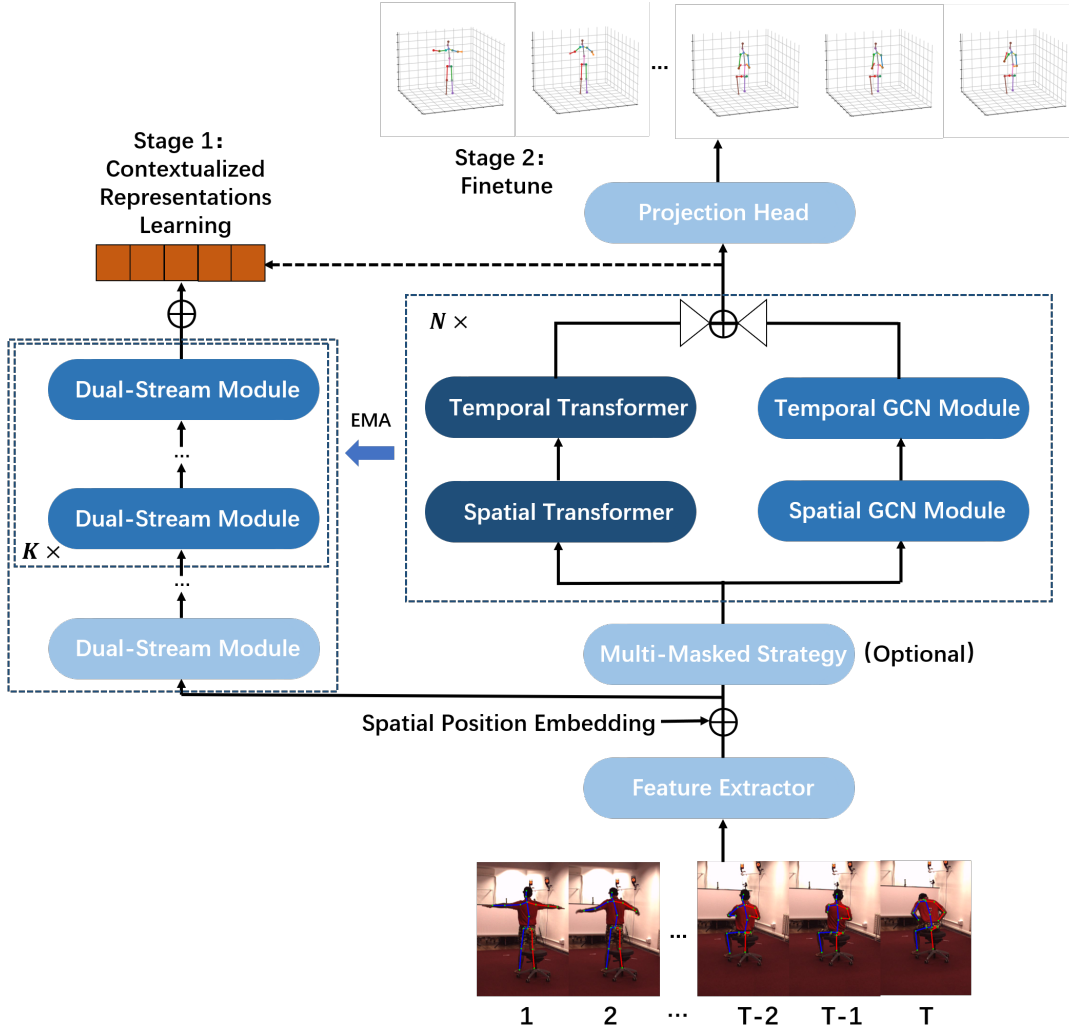 ...
Stage 1:
Contextualized
Representations
Learning
Stage 2:
Finetune
Projection Head
N ×
Dual-Stream Module
Temporal Transformer
Temporal GCN Module
EMA
...
Dual-Stream Module
Spatial Transformer
Spatial GCN Module
K ×
...
Dual-Stream Module
Multi-Masked Strategy
(Optional)
Spatial Position Embedding
Feature Extractor
...
1
2
...
T-2
T-1
T